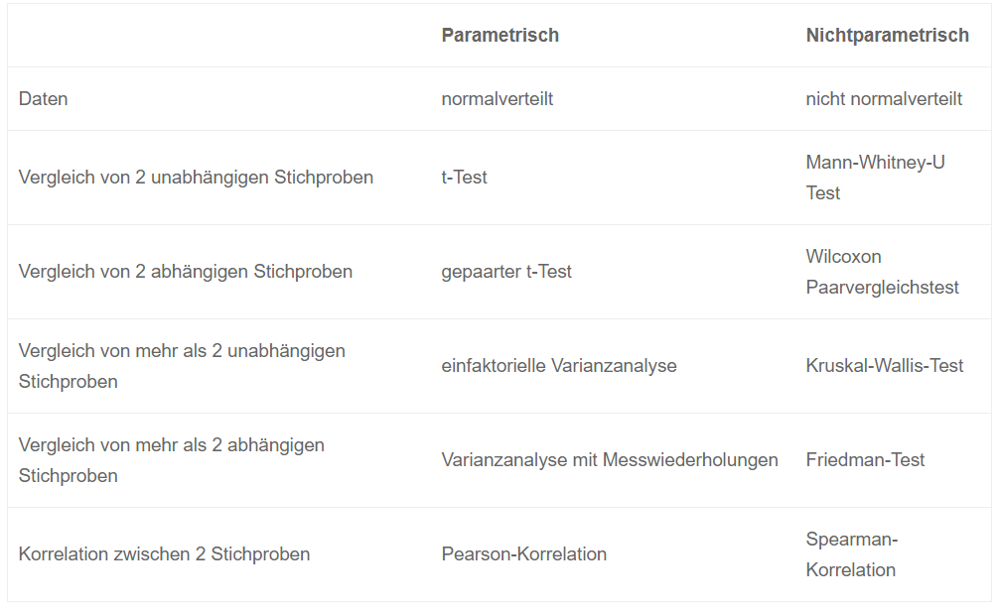 Parametrisch Nichtparametrisch
Daten normalverteilt nicht normalverteilt
Vergleich von 2 unabhängigen Stichproben t-Test Mann-Whitney-U
Test
Vergleich von 2 abhängigen Stichproben gepaarter t-Test Wilcoxon
Paarvergleichstest
Vergleich von mehr als 2 unabhängigen
Stichproben einfaktorielle Varianzanalyse Kruskal-Wallis-Test
Vergleich von mehr als 2 abhängigen
Stichproben Varianzanalyse mit Messwiederholungen Friedman-Test
Korrelation zwischen 2 Stichproben Pearson-Korrelation Spearman-
Korrelation